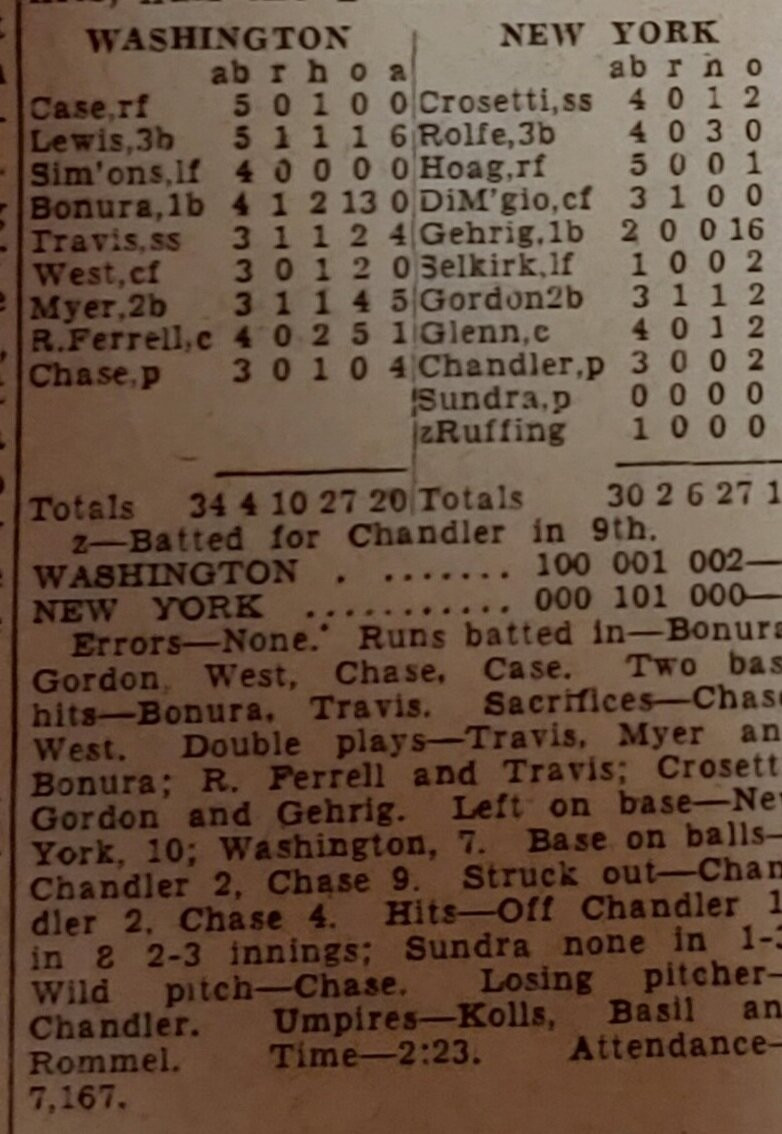 WASHINGTON NEW YORK
ab r h o a ab r h o
Case,rf 5 0 1 0 0 Crosetti,ss 4 0 1 2
Lewis,3b 5 1 1 1 6 Rolfe,3b 4 0 3 0
Sim'ons,lf 4 0 0 0 0 Hoag,rf 5 0 0 1
Bonura,1b 4 1 2 13 0 DiM'gio,cf 3 1 0 0
Travis,ss 3 1 1 2 4 Gehrig,1b 2 0 0 16
West,cf 3 0 1 2 0 Selkirk,lf 1 0 0 2
Myer,2b 3 1 1 4 5 Gordon2b 3 1 1 2
R.Ferrell,c 4 0 2 5 1 Glenn,c 4 0 1 2
Chase,p 3 0 1 0 4 Chandler,p 3 0 0 2
Sundra,p 0 0 0 0
zRuffing 1 0 0 0
Totals 34 4 10 27 20 Totals 30 2 6 27 1
z—Batted for Chandler in 9th.
WASHINGTON . ....... 100 001 002—
NEW YORK ........... 000 101 000—
Errors—None. Runs batted in—Bonura
Gordon, West, Chase, Case. Two bas
hits—Bonura, Travis. Sacrifices—Chase
West. Double plays—Travis, Myer an
Bonura; R. Ferrell and Travis; Crosett
Gordon and Gehrig. Left on base—Ne
York, 10; Washington, 7. Base on balls—
Chandler 2, Chase 9. Struck out—Chan
dler 2, Chase 4. Hits—Off Chandler 1
in 8 2-3 innings; Sundra none in 1-3
Wild pitch—Chase. Losing pitcher—
Chandler. Umpires—Kolls, Basil an
Rommel. Time—2:23. Attendance—
7,167.